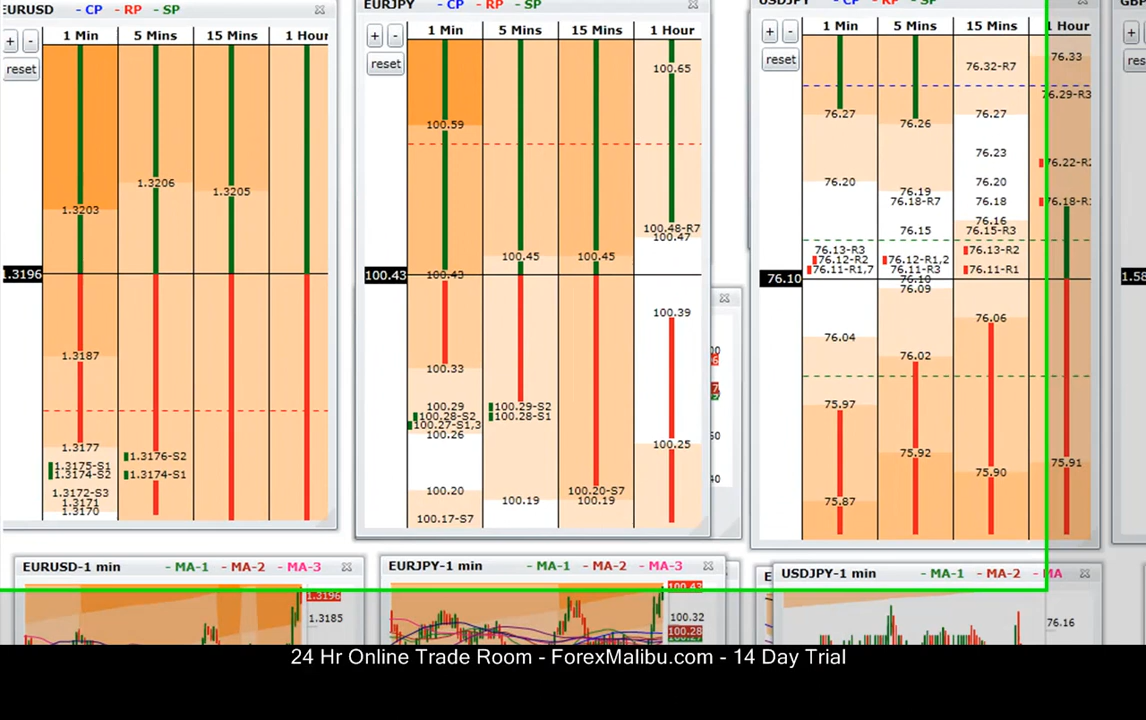 EURUSD - CP - RP - SP
+ - 1 Min 5 Mins 15 Mins 1 Hour
reset
1.3206
1.3205
1.3203
1.3196
1.3187
1.3177
1.3176-S2
1.3175-S1
1.3174-S2 1.3174-S1
1.3172-S3
1.3171
1.3170
EURJPY - CP - RP - SP
+ - 1 Min 5 Mins 15 Mins 1 Hour
reset
100.65
100.59
100.48-R7
100.47
100.45 100.45
100.43 100.43
100.39
100.33
100.29 100.29-S2
100.28-S2 100.28-S1
100.27-S1,3
100.26
100.25
100.20 100.20-S7
100.19 100.19
100.17-S7
USDJPY - CP - RP - SP
+ - 1 Min 5 Mins 15 Mins 1 Hour
reset
76.33
76.32-R7
76.29-R3
76.27 76.27
76.26
76.23
76.22-R2
76.20 76.20
76.19
76.18-R7 76.18 76.18-R1
76.16
76.15 76.15-R3
76.13-R3 76.13-R2
76.12-R2 76.12-R1,2
76.11-R1,7 76.11-R3 76.11-R1
76.10 76.10
76.09
76.06
76.04
76.02
75.97
75.92
75.91
75.90
75.87
GBP
+
res
1.58
EURUSD-1 min - MA-1 - MA-2 - MA-3
1.3196
1.3185
EURJPY-1 min - MA-1 - MA-2 - MA-3
100.43
100.32
100.28
USDJPY-1 min - MA-1 - MA-2 - MA
76.16
24 Hr Online Trade Room - ForexMalibu.com - 14 Day Trial